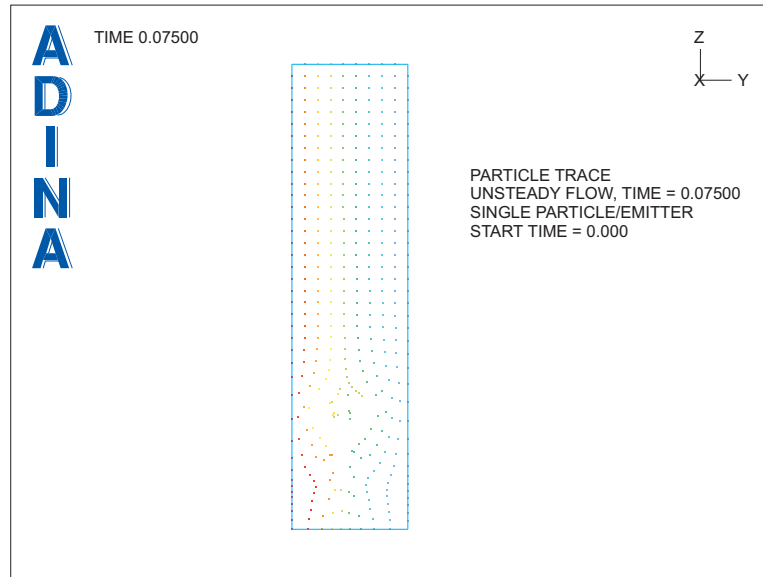 ADINA
TIME 0.07500
Z
X Y
PARTICLE TRACE
UNSTEADY FLOW, TIME = 0.07500
SINGLE PARTICLE/EMITTER
START TIME = 0.000